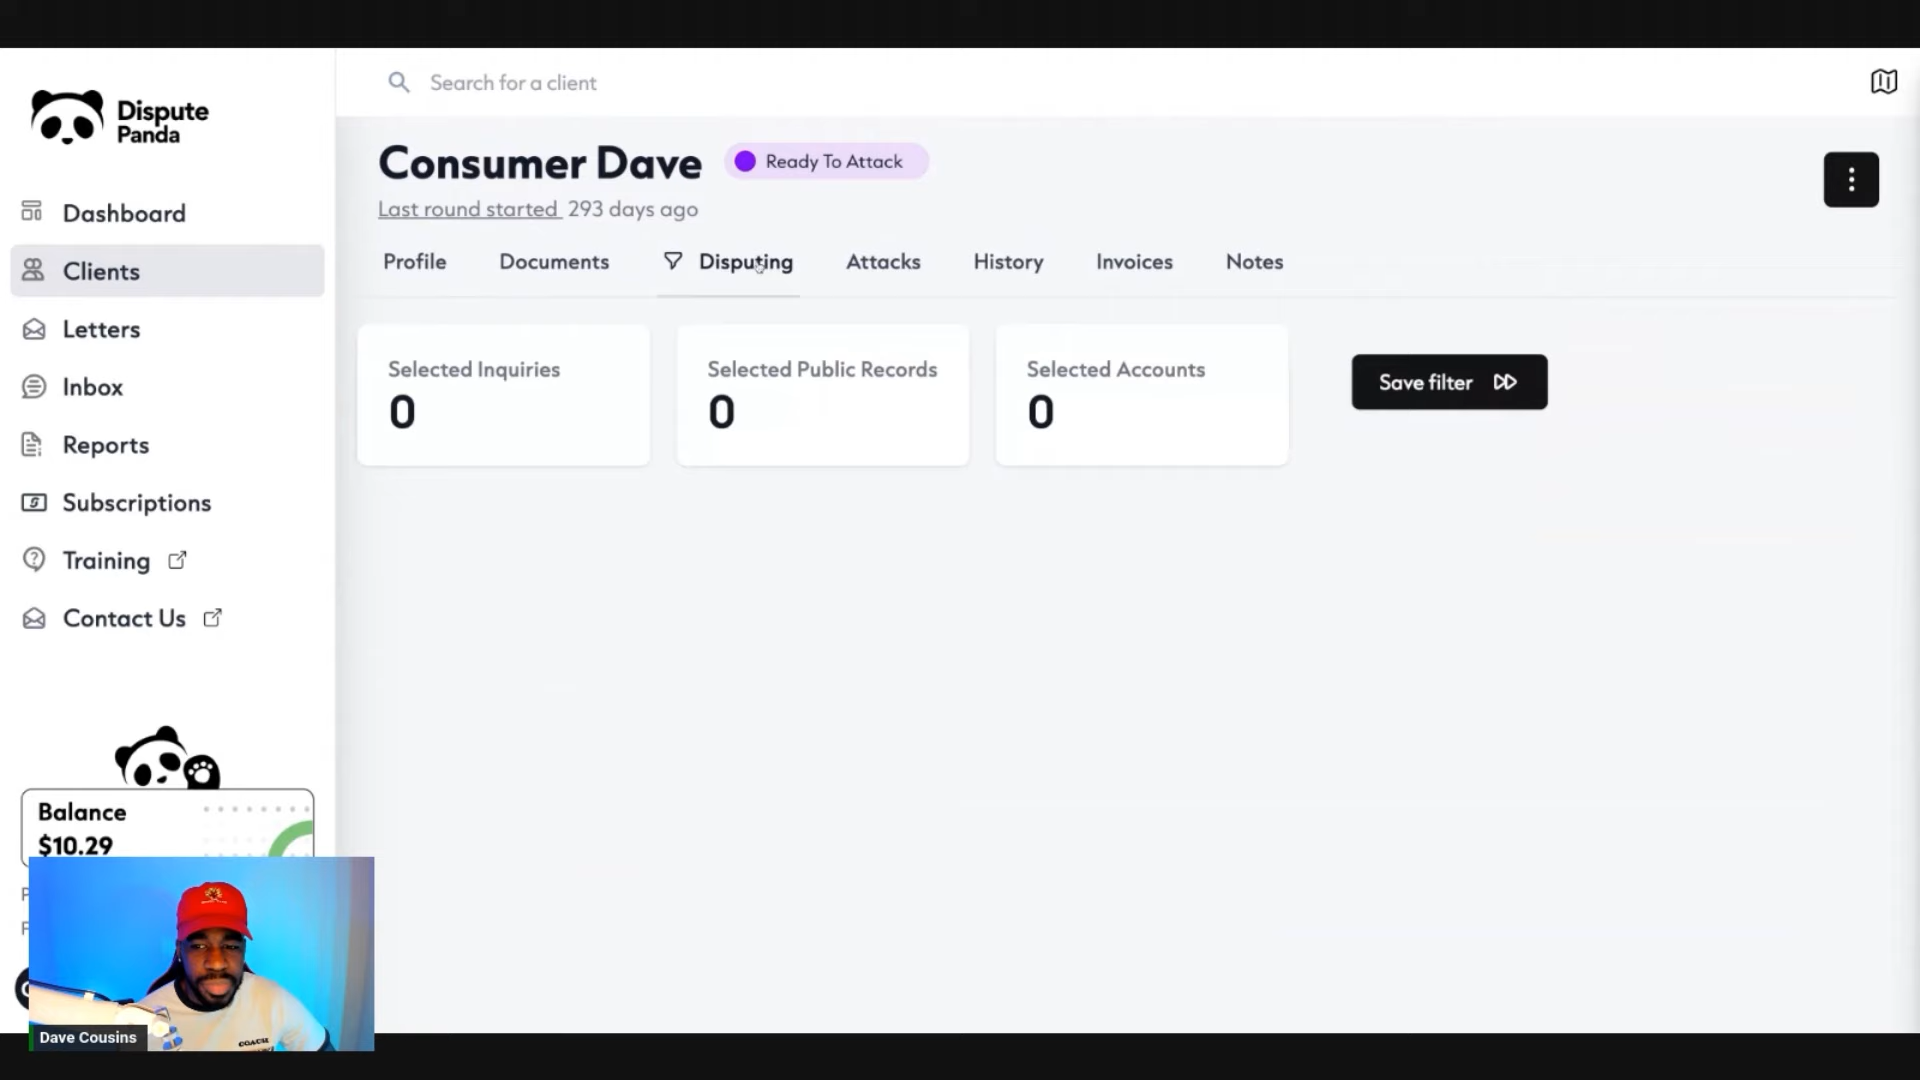 Dispute
Panda
Search for a client
Consumer Dave
Ready To Attack
Last round started 293 days ago
Dashboard
Clients
Letters
Inbox
Reports
Subscriptions
Training
Contact Us
Profile
Documents
Disputing
Attacks
History
Invoices
Notes
Selected Inquiries
0
Selected Public Records
0
Selected Accounts
0
Save filter
Balance
$10.29
Dave Cousins
COACH